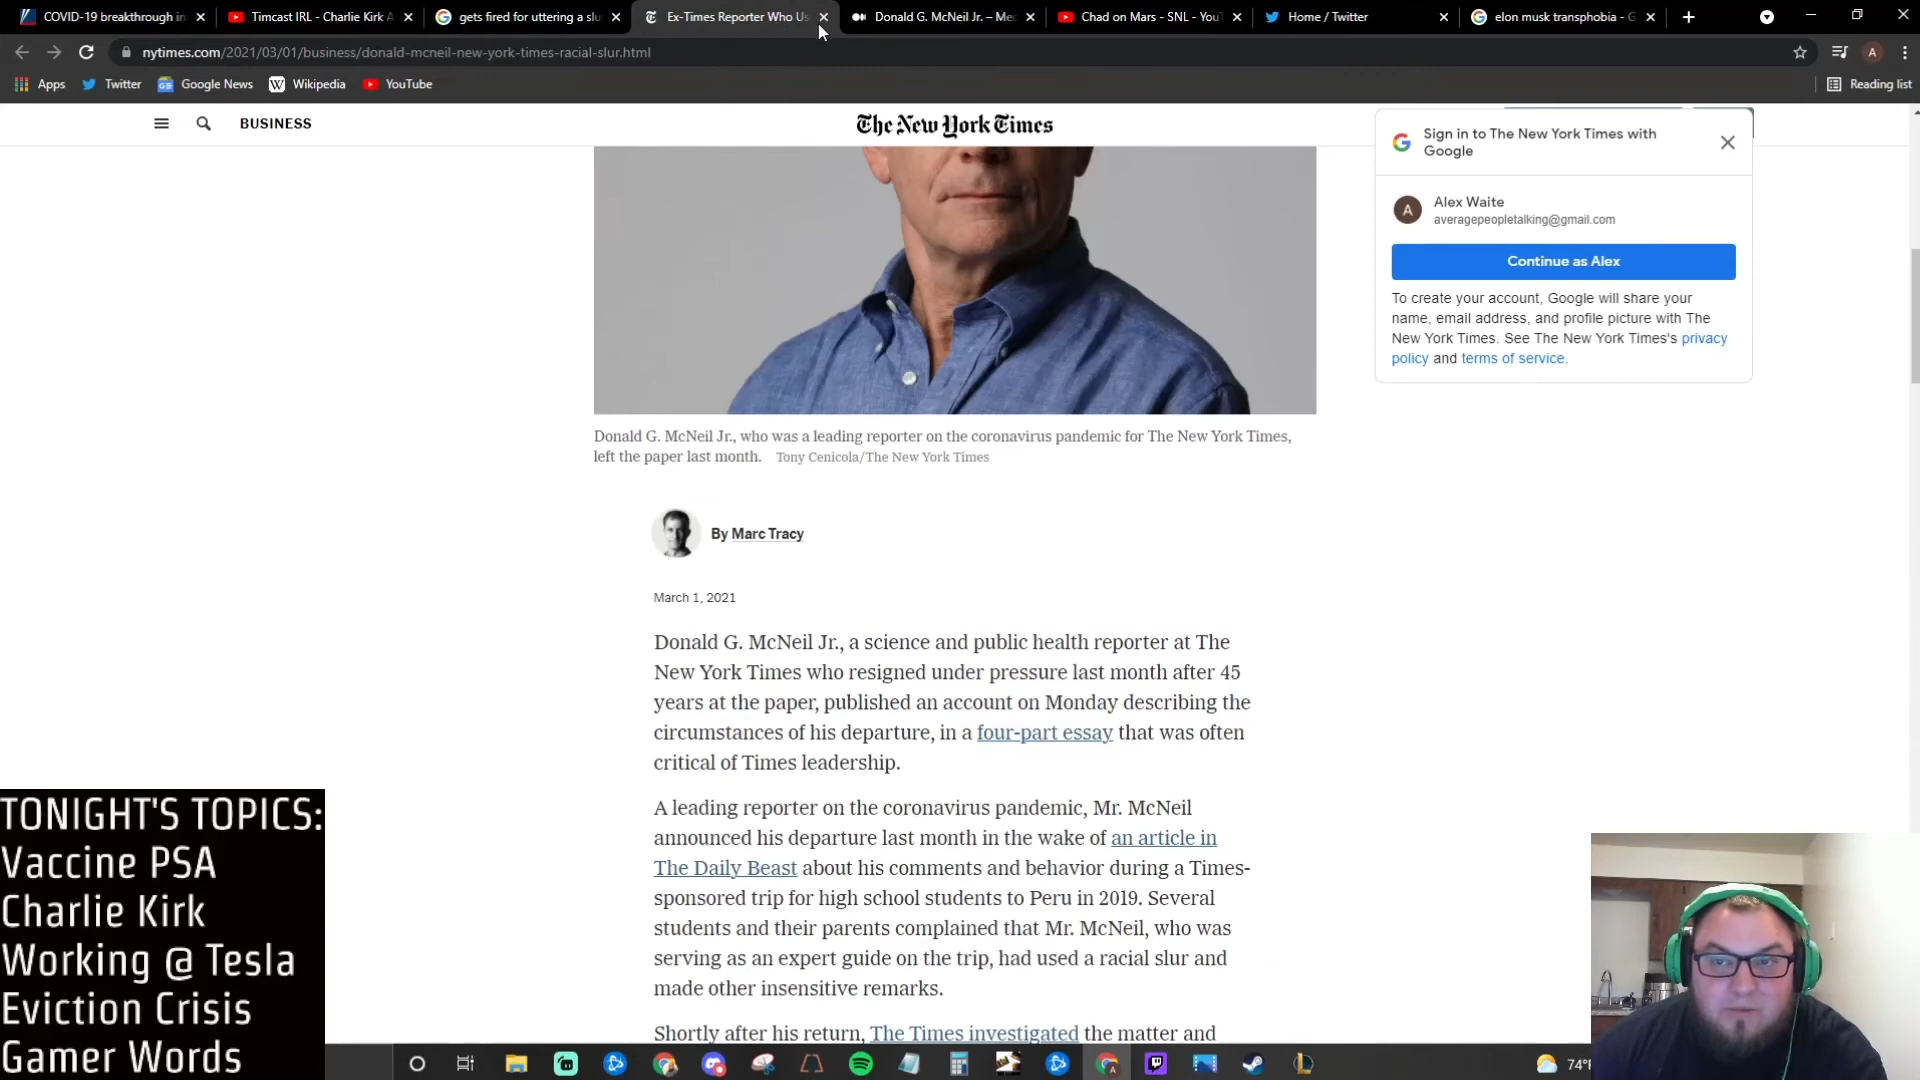 COVID-19 breakthrough in
Timcast IRL - Charlie Kirk A
gets fired for uttering a slu
Ex-Times Reporter Who Us
Donald G. McNeil Jr. – Med
Chad on Mars - SNL - YouT
Home / Twitter
elon musk transphobia - G
nytimes.com/2021/03/01/business/donald-mcneil-new-york-times-racial-slur.html
A
Apps
Twitter
Google News
Wikipedia
YouTube
Reading list
BUSINESS
The New York Times
Sign in to The New York Times with
Google
A
Alex Waite
averagepeopletalking@gmail.com
Continue as Alex
To create your account, Google will share your
name, email address, and profile picture with The
New York Times. See The New York Times's privacy
policy and terms of service.
Donald G. McNeil Jr., who was a leading reporter on the coronavirus pandemic for The New York Times,
left the paper last month. Tony Cenicola/The New York Times
By Marc Tracy
March 1, 2021
Donald G. McNeil Jr., a science and public health reporter at The
New York Times who resigned under pressure last month after 45
years at the paper, published an account on Monday describing the
circumstances of his departure, in a four-part essay that was often
critical of Times leadership.
A leading reporter on the coronavirus pandemic, Mr. McNeil
announced his departure last month in the wake of an article in
The Daily Beast about his comments and behavior during a Times-
sponsored trip for high school students to Peru in 2019. Several
students and their parents complained that Mr. McNeil, who was
serving as an expert guide on the trip, had used a racial slur and
made other insensitive remarks.
Shortly after his return, The Times investigated the matter and
TONIGHT'S TOPICS:
Vaccine PSA
Charlie Kirk
Working @ Tesla
Eviction Crisis
Gamer Words
74°F